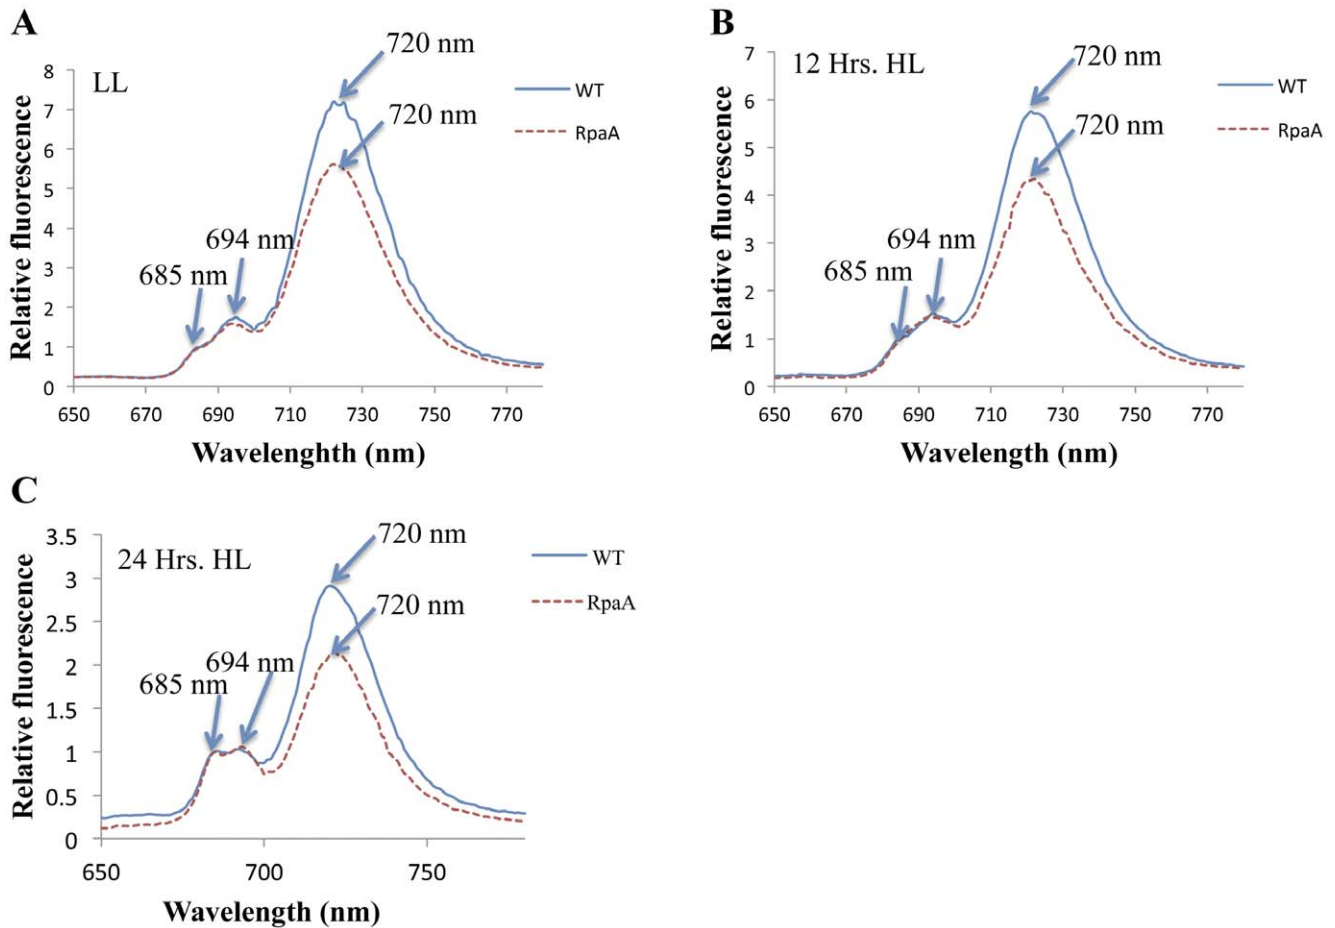 A
LL
720 nm
720 nm
694 nm
685 nm
WT
RpaA
Relative fluorescence
8
7
6
5
4
3
2
1
0
650 670 690 710 730 750 770
Wavelenghth (nm)
B
12 Hrs. HL
720 nm
720 nm
694 nm
685 nm
WT
RpaA
Relative fluorescence
7
6
5
4
3
2
1
0
650 670 690 710 730 750 770
Wavelength (nm)
C
24 Hrs. HL
720 nm
720 nm
694 nm
685 nm
WT
RpaA
Relative fluorescence
3.5
3
2.5
2
1.5
1
0.5
0
650 700 750
Wavelength (nm)